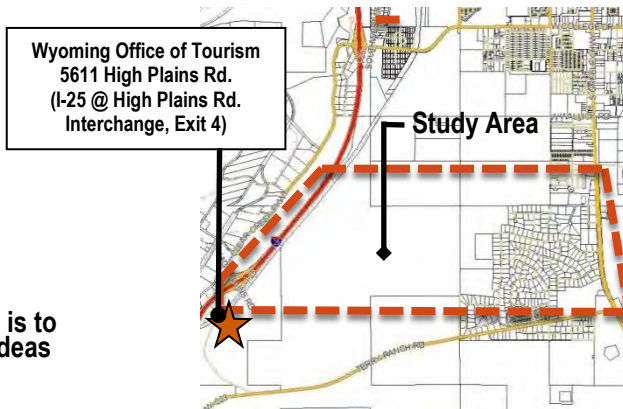 Wyoming Office of Tourism
5611 High Plains Rd.
(I-25 @ High Plains Rd.
Interchange, Exit 4)
Study Area
is to
deas
TERRY RANCH RD